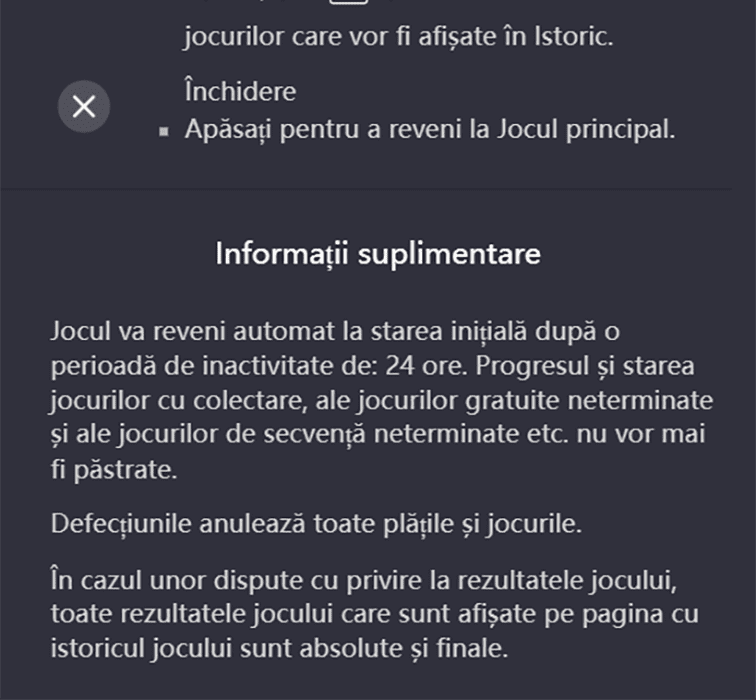 jocurilor care vor fi afișate în Istoric.
Închidere
▪ Apăsați pentru a reveni la Jocul principal.
Informații suplimentare
Jocul va reveni automat la starea inițială după o
perioadă de inactivitate de: 24 ore. Progresul și starea
jocurilor cu colectare, ale jocurilor gratuite neterminate
și ale jocurilor de secvență neterminate etc. nu vor mai
fi păstrate.
Defecțiunile anulează toate plățile și jocurile.
În cazul unor dispute cu privire la rezultatele jocului,
toate rezultatele jocului care sunt afișate pe pagina cu
istoricul jocului sunt absolute și finale.